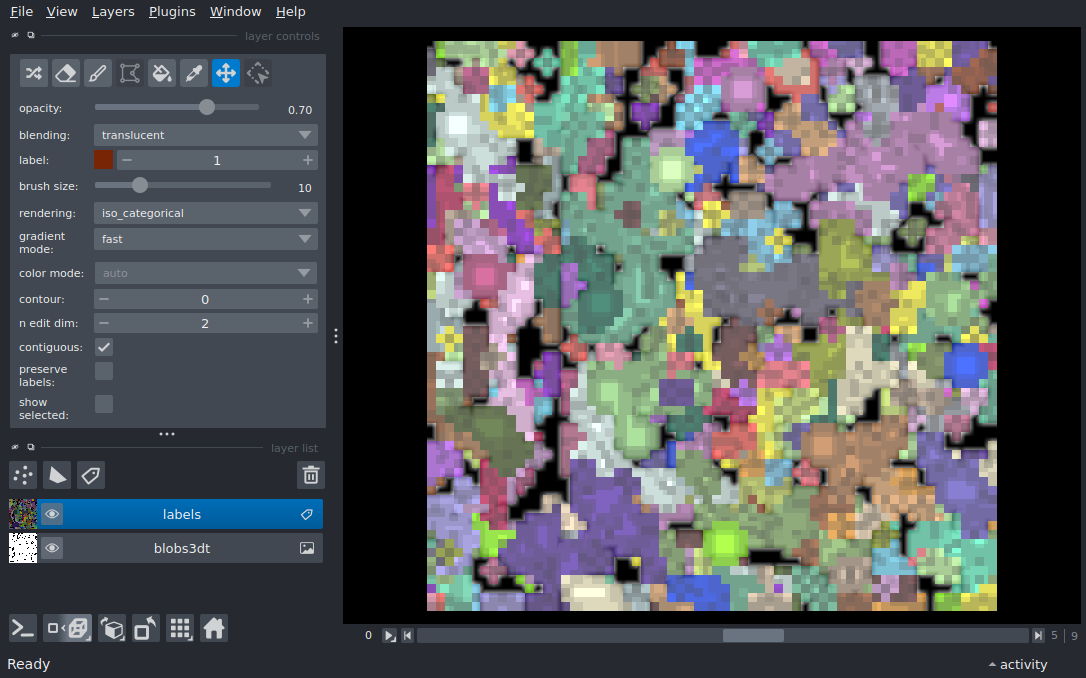 File View Layers Plugins Window Help
layer controls
opacity: 0.70
blending: translucent
label: 1
brush size: 10
rendering: iso_categorical
gradient mode: fast
color mode: auto
contour: 0
n edit dim: 2
contiguous:
preserve labels:
show selected:
layer list
labels
blobs3dt
0 5 | 9
Ready activity